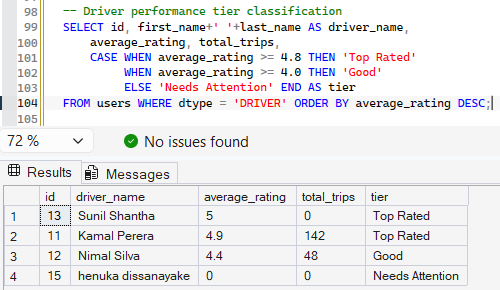 98 -- Driver performance tier classification
99 SELECT id, first_name+' '+last_name AS driver_name,
100 average_rating, total_trips,
101 CASE WHEN average_rating >= 4.8 THEN 'Top Rated'
102 WHEN average_rating >= 4.0 THEN 'Good'
103 ELSE 'Needs Attention' END AS tier
104 FROM users WHERE dtype = 'DRIVER' ORDER BY average_rating DESC;
105
72 % No issues found
Results Messages
id driver_name average_rating total_trips tier
1 13 Sunil Shantha 5 0 Top Rated
2 11 Kamal Perera 4.9 142 Top Rated
3 12 Nimal Silva 4.4 48 Good
4 15 henuka dissanayake 0 0 Needs Attention